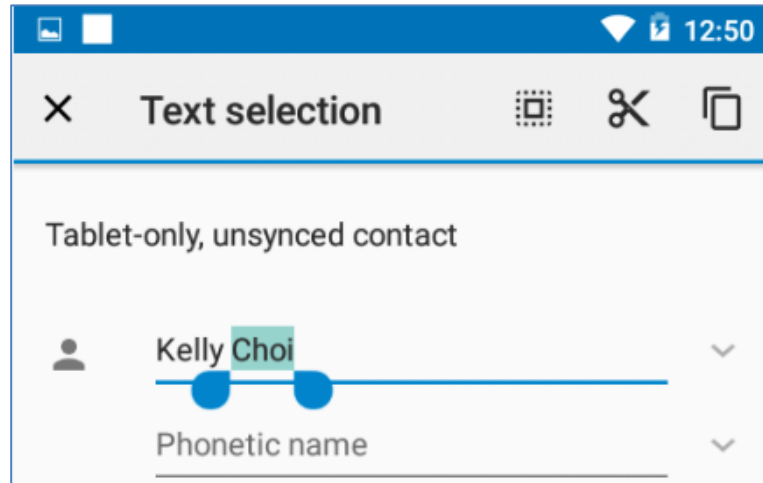 12:50
Text selection
Tablet-only, unsynced contact
Kelly Choi
Phonetic name